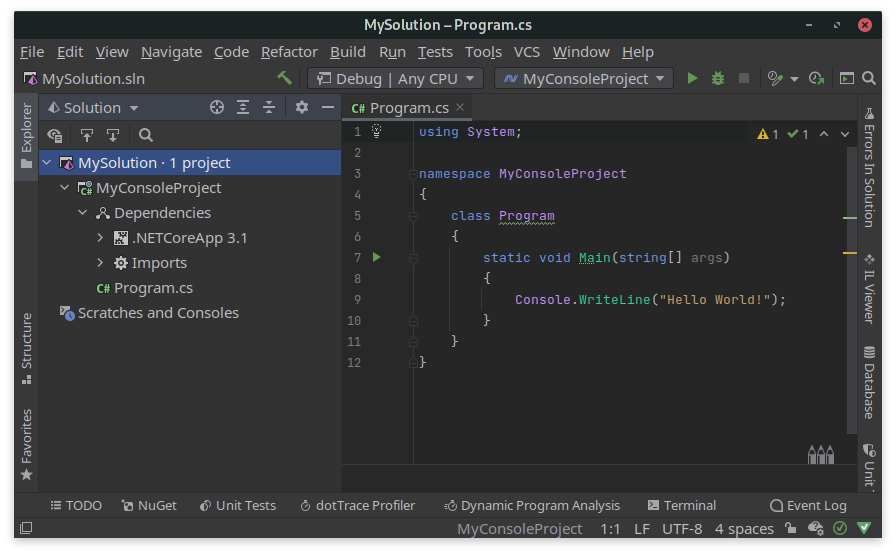 MySolution – Program.cs
File Edit View Navigate Code Refactor Build Run Tests Tools VCS Window Help
MySolution.sln Debug | Any CPU MyConsoleProject
Explorer
Solution
C# Program.cs
MySolution · 1 project
MyConsoleProject
Dependencies
.NETCoreApp 3.1
Imports
C# Program.cs
Scratches and Consoles
Structure
Favorites
1 using System;
1 1
2
3 namespace MyConsoleProject
4 {
5 class Program
6 {
7 static void Main(string[] args)
8 {
9 Console.WriteLine("Hello World!");
10 }
11 }
12 }
Errors In Solution
IL Viewer
Database
Unit
TODO NuGet Unit Tests dotTrace Profiler Dynamic Program Analysis Terminal Event Log
MyConsoleProject 1:1 LF UTF-8 4 spaces